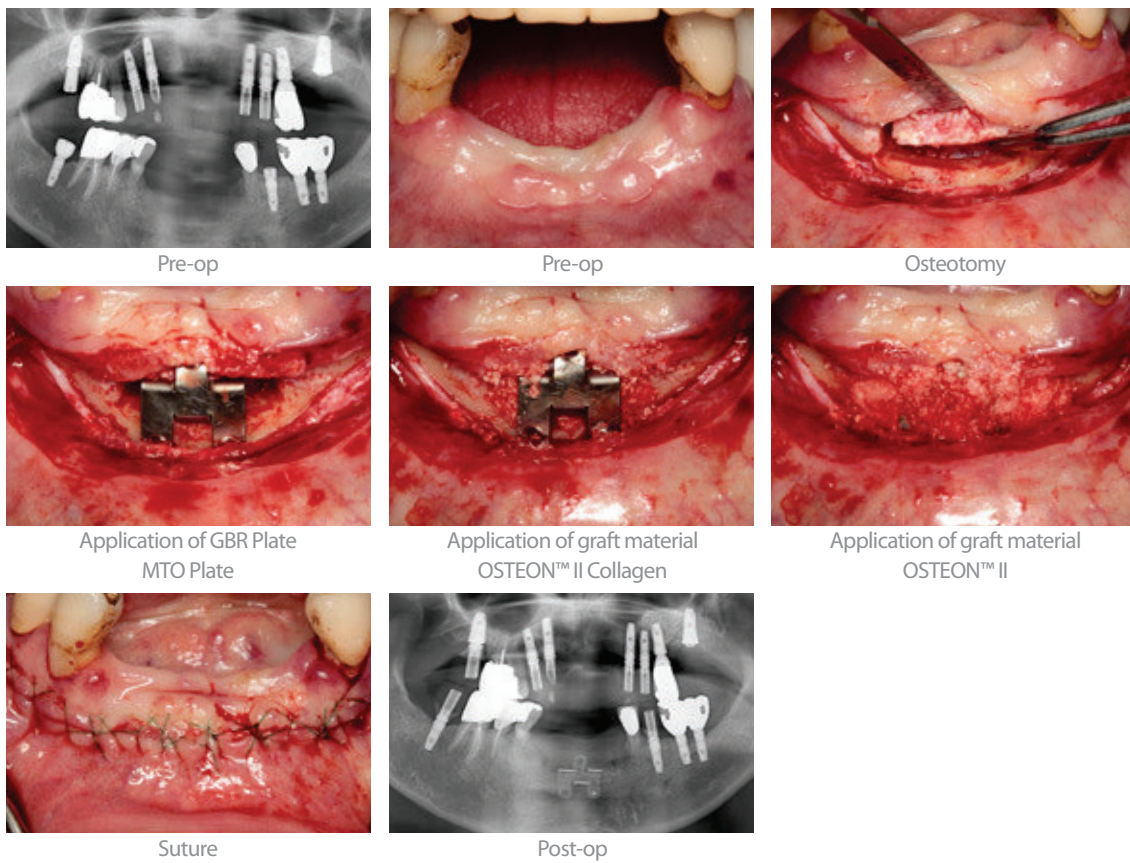 Pre-op
Pre-op
Osteotomy
Application of GBR Plate
MTO Plate
Application of graft material
OSTEON™ II Collagen
Application of graft material
OSTEON™ II
Suture
Post-op